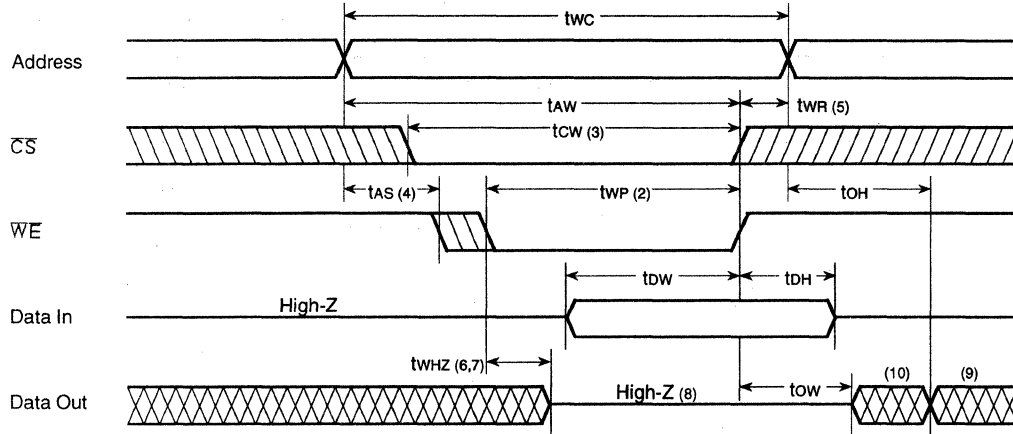 tWC
Address
tAW
tWR (5)
CS
tCW (3)
tAS (4)
tWP (2)
tOH
WE
tDW
tDH
High-Z
Data In
tWHZ (6,7)
(10)
(9)
High-Z (8)
tOW
Data Out